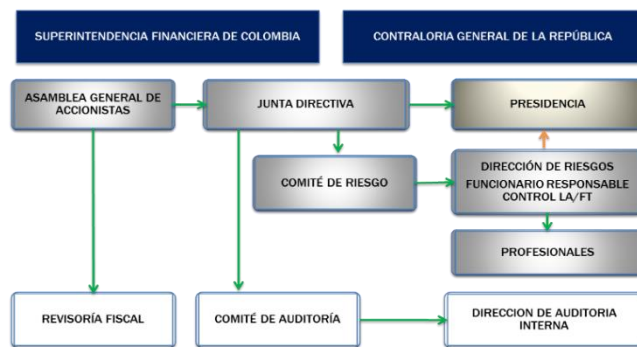 SUPERINTENDENCIA FINANCIERA DE COLOMBIA
CONTRALORIA GENERAL DE LA REPÚBLICA
ASAMBLEA GENERAL DE
ACCIONISTAS
JUNTA DIRECTIVA
PRESIDENCIA
COMITÉ DE RIESGO
DIRECCIÓN DE RIESGOS
FUNCIONARIO RESPONSABLE
CONTROL LA/FT
PROFESIONALES
REVISORÍA FISCAL
COMITÉ DE AUDITORÍA
DIRECCION DE AUDITORIA
INTERNA